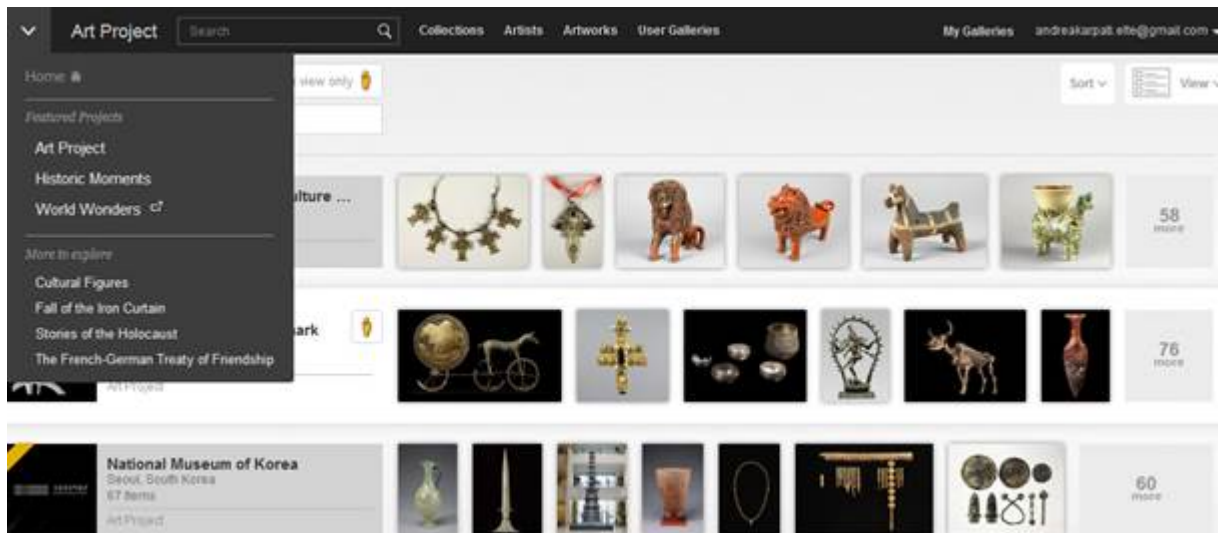 Art Project
Search
Collections
Artists
Artworks
User Galleries
My Galleries
andreakarpati.elte@gmail.com
Home
view only
Sort
View
Featured Projects
Art Project
Historic Moments
World Wonders
ulture ...
58
more
More to explore
Cultural Figures
Fall of the Iron Curtain
Stories of the Holocaust
The French-German Treaty of Friendship
ark
76
more
Art Project
National Museum of Korea
Seoul, South Korea
67 items
Art Project
60
more